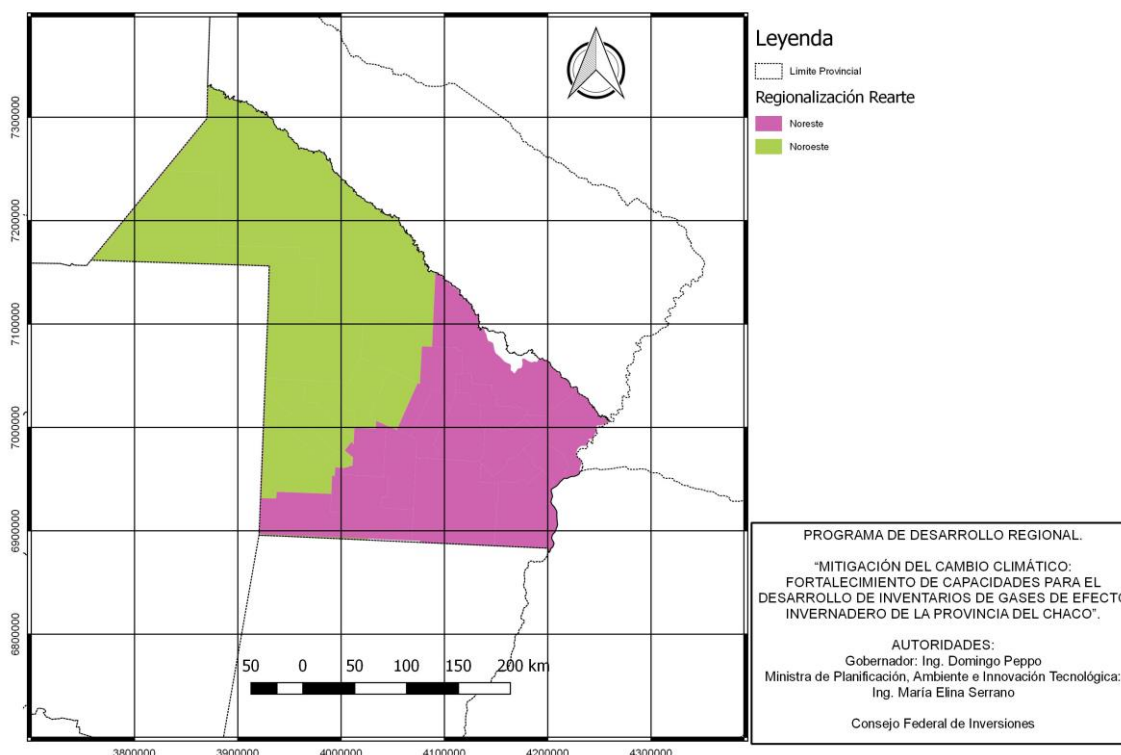 Leyenda
Limite Provincial
Regionalización Rearte
Noreste
Noroeste
7300000
7200000
7100000
7000000
6900000
6800000
50 0 50 100 150 200 km
3800000 3900000 4000000 4100000 4200000 4300000
PROGRAMA DE DESARROLLO REGIONAL.
“MITIGACIÓN DEL CAMBIO CLIMÁTICO:
FORTALECIMIENTO DE CAPACIDADES PARA EL
DESARROLLO DE INVENTARIOS DE GASES DE EFECTO
INVERNADERO DE LA PROVINCIA DEL CHACO”.
AUTORIDADES:
Gobernador: Ing. Domingo Peppo
Ministra de Planificación, Ambiente e Innovación Tecnológica:
Ing. María Elina Serrano
Consejo Federal de Inversiones